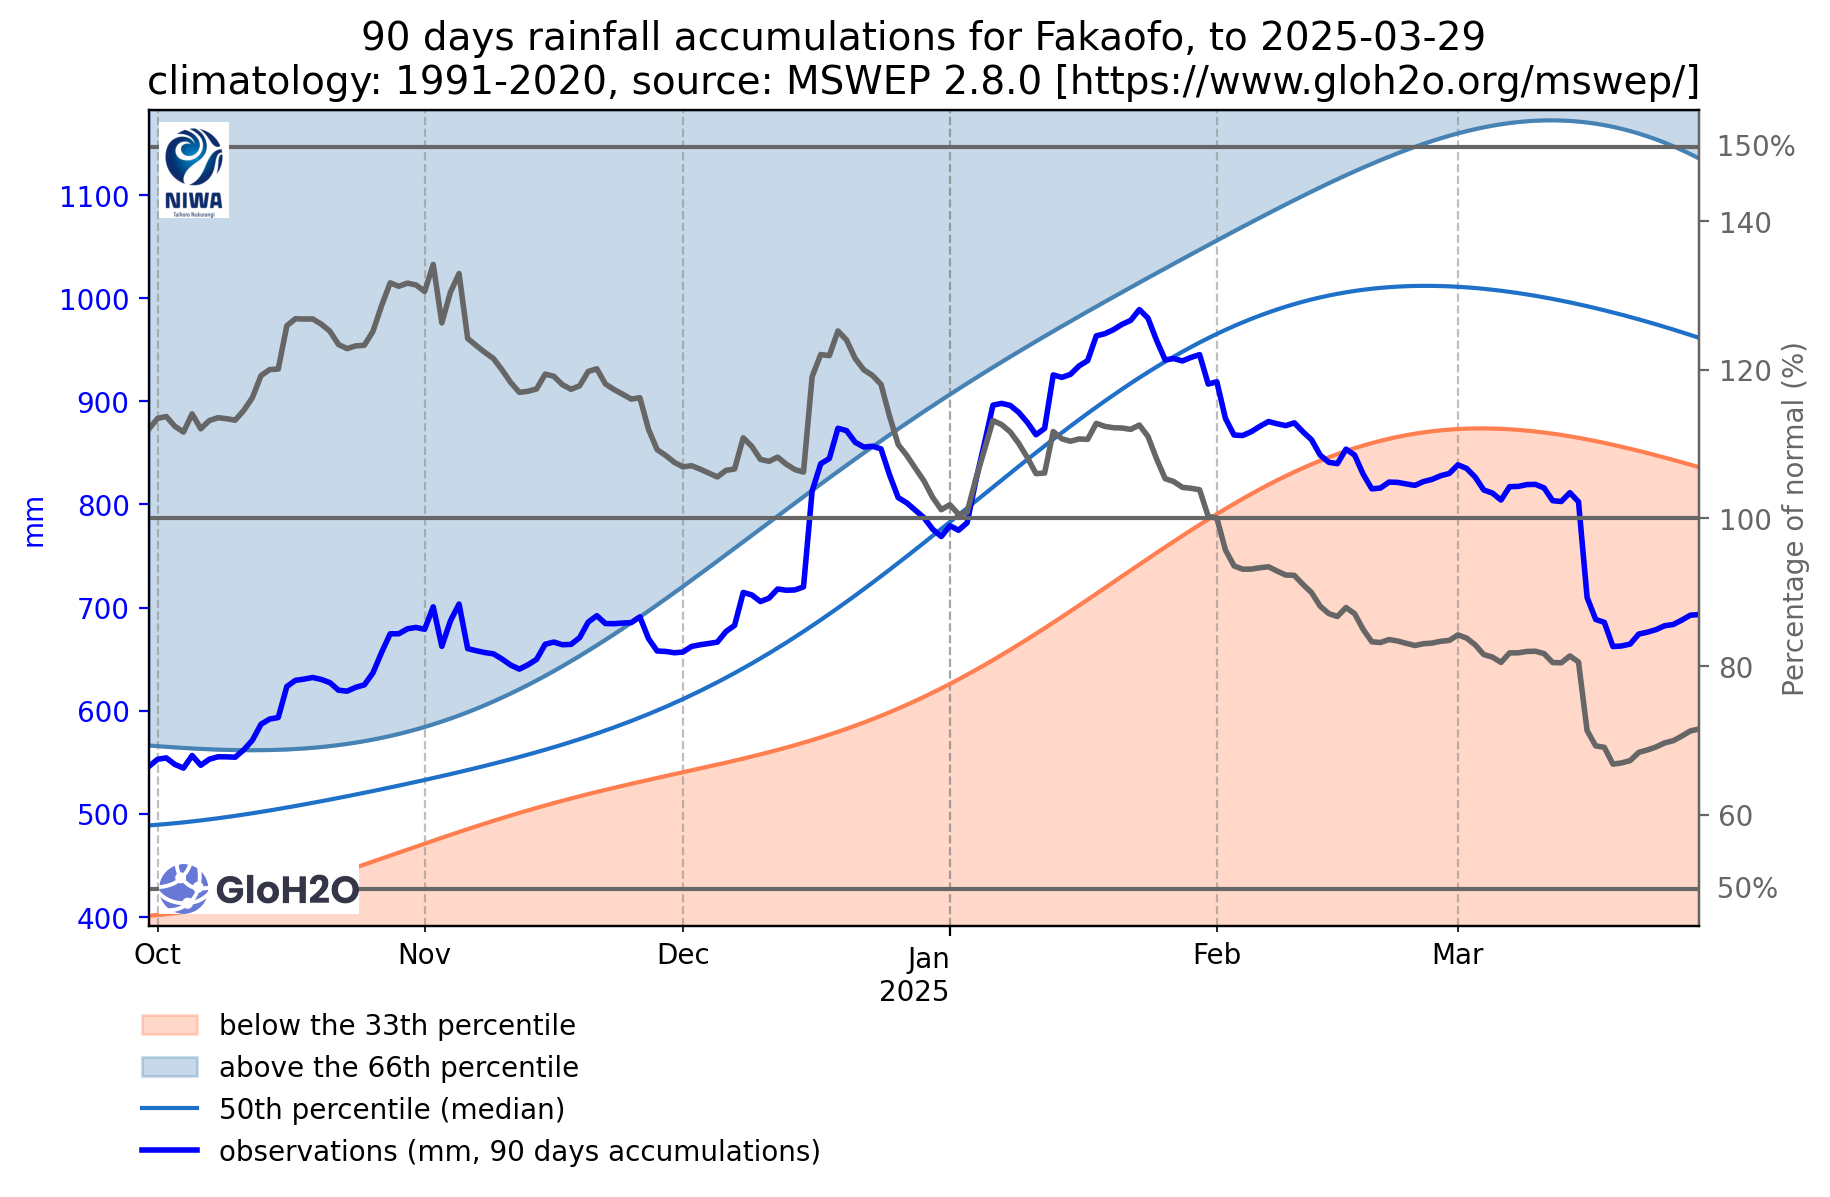 90 days rainfall accumulations for Fakaofo, to 2025-03-29
climatology: 1991-2020, source: MSWEP 2.8.0 [https://www.gloh2o.org/mswep/]
NIWA
Taihoro Nukurangi
150%
1100
140
1000
120
900
800
100
mm
Percentage of normal (%)
700
80
600
500
60
GloH2O
50%
400
Oct
Nov
Dec
Jan
2025
Feb
Mar
below the 33th percentile
above the 66th percentile
50th percentile (median)
observations (mm, 90 days accumulations)